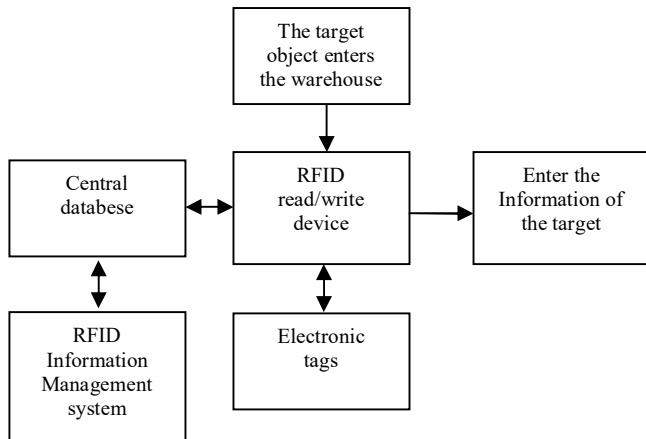 The target
object enters
the warehouse
Central
databese
RFID
read/write
device
Enter the
Information of
the target
RFID
Information
Management
system
Electronic
tags